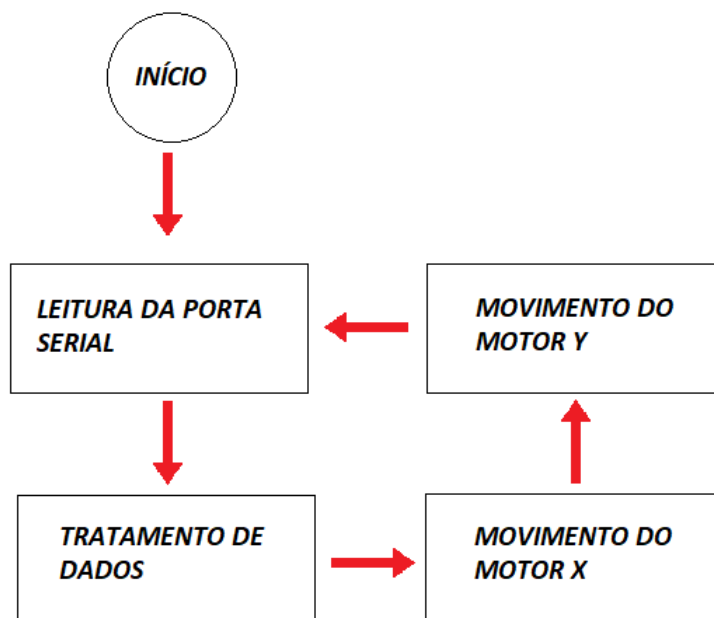 INÍCIO
LEITURA DA PORTA
SERIAL
MOVIMENTO DO
MOTOR Y
TRATAMENTO DE
DADOS
MOVIMENTO DO
MOTOR X